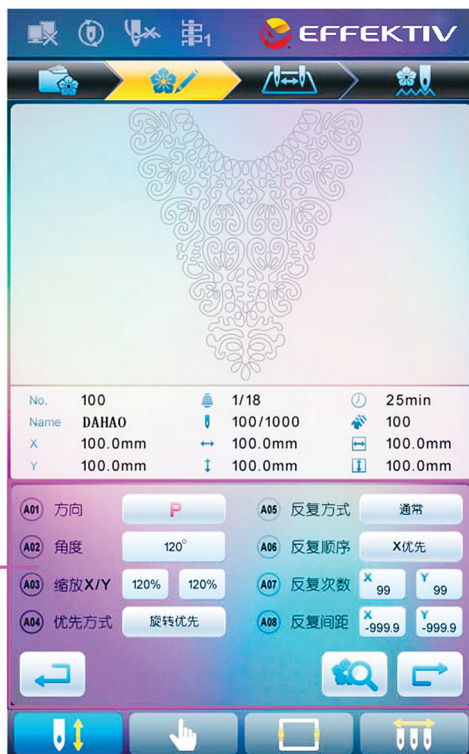 1
EFFEKTIV
No. 100 1/18 25min
Name DAHAO 100/1000 100
X 100.0mm 100.0mm 100.0mm
Y 100.0mm 100.0mm 100.0mm
A01 方向 P A05 反复方式 通常
A02 角度 120° A06 反复顺序 X优先
A03 缩放X/Y 120% 120% A07 反复次数 X 99 Y 99
A04 优先方式 旋转优先 A08 反复间距 X -999.9 Y -999.9